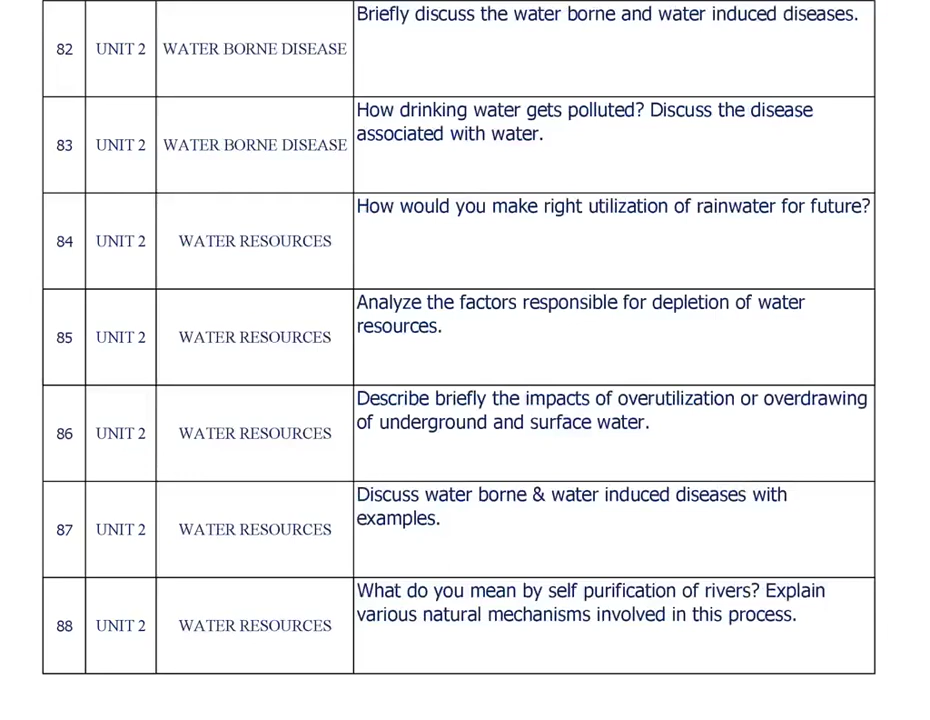 82 UNIT 2 WATER BORNE DISEASE Briefly discuss the water borne and water induced diseases.
83 UNIT 2 WATER BORNE DISEASE How drinking water gets polluted? Discuss the disease
associated with water.
84 UNIT 2 WATER RESOURCES How would you make right utilization of rainwater for future?
85 UNIT 2 WATER RESOURCES Analyze the factors responsible for depletion of water
resources.
86 UNIT 2 WATER RESOURCES Describe briefly the impacts of overutilization or overdrawing
of underground and surface water.
87 UNIT 2 WATER RESOURCES Discuss water borne & water induced diseases with
examples.
88 UNIT 2 WATER RESOURCES What do you mean by self purification of rivers? Explain
various natural mechanisms involved in this process.